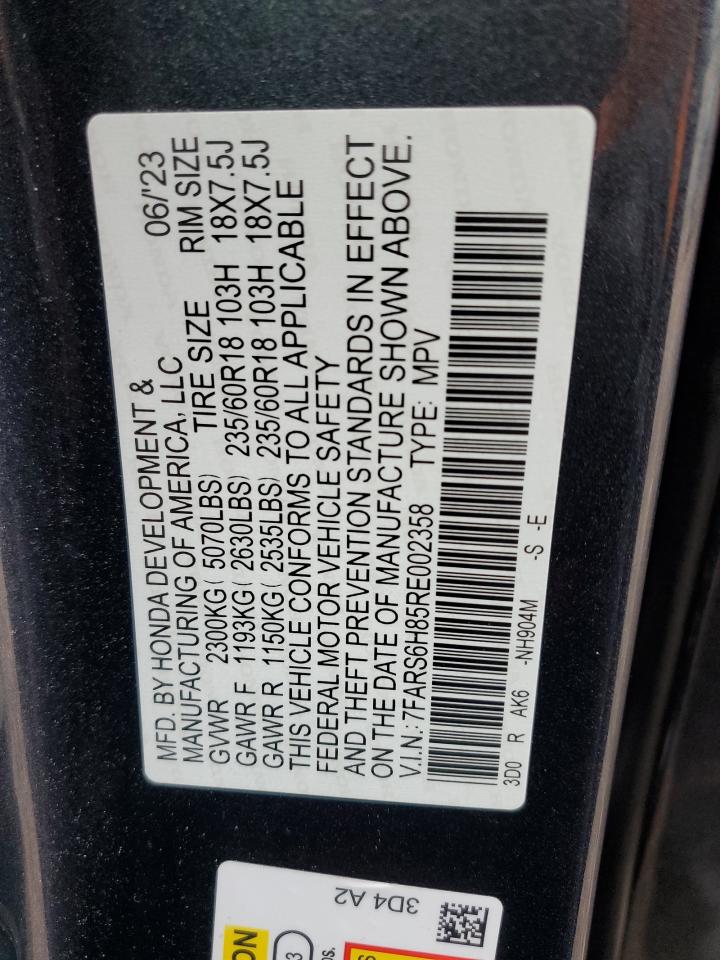 MFD. BY HONDA DEVELOPMENT & 06/'23
MANUFACTURING OF AMERICA, LLC
GVWR 2300KG( 5070LBS) TIRE SIZE RIM SIZE
GAWR F 1193KG( 2630LBS) 235/60R18 103H 18X7.5J
GAWR R 1150KG( 2535LBS) 235/60R18 103H 18X7.5J
THIS VEHICLE CONFORMS TO ALL APPLICABLE
FEDERAL MOTOR VEHICLE SAFETY
AND THEFT PREVENTION STANDARDS IN EFFECT
ON THE DATE OF MANUFACTURE SHOWN ABOVE.
V.I.N.: 7FARS6H85RE002358 TYPE: MPV
3D0 R AK6 -NH904M -S -E
3D4 A2